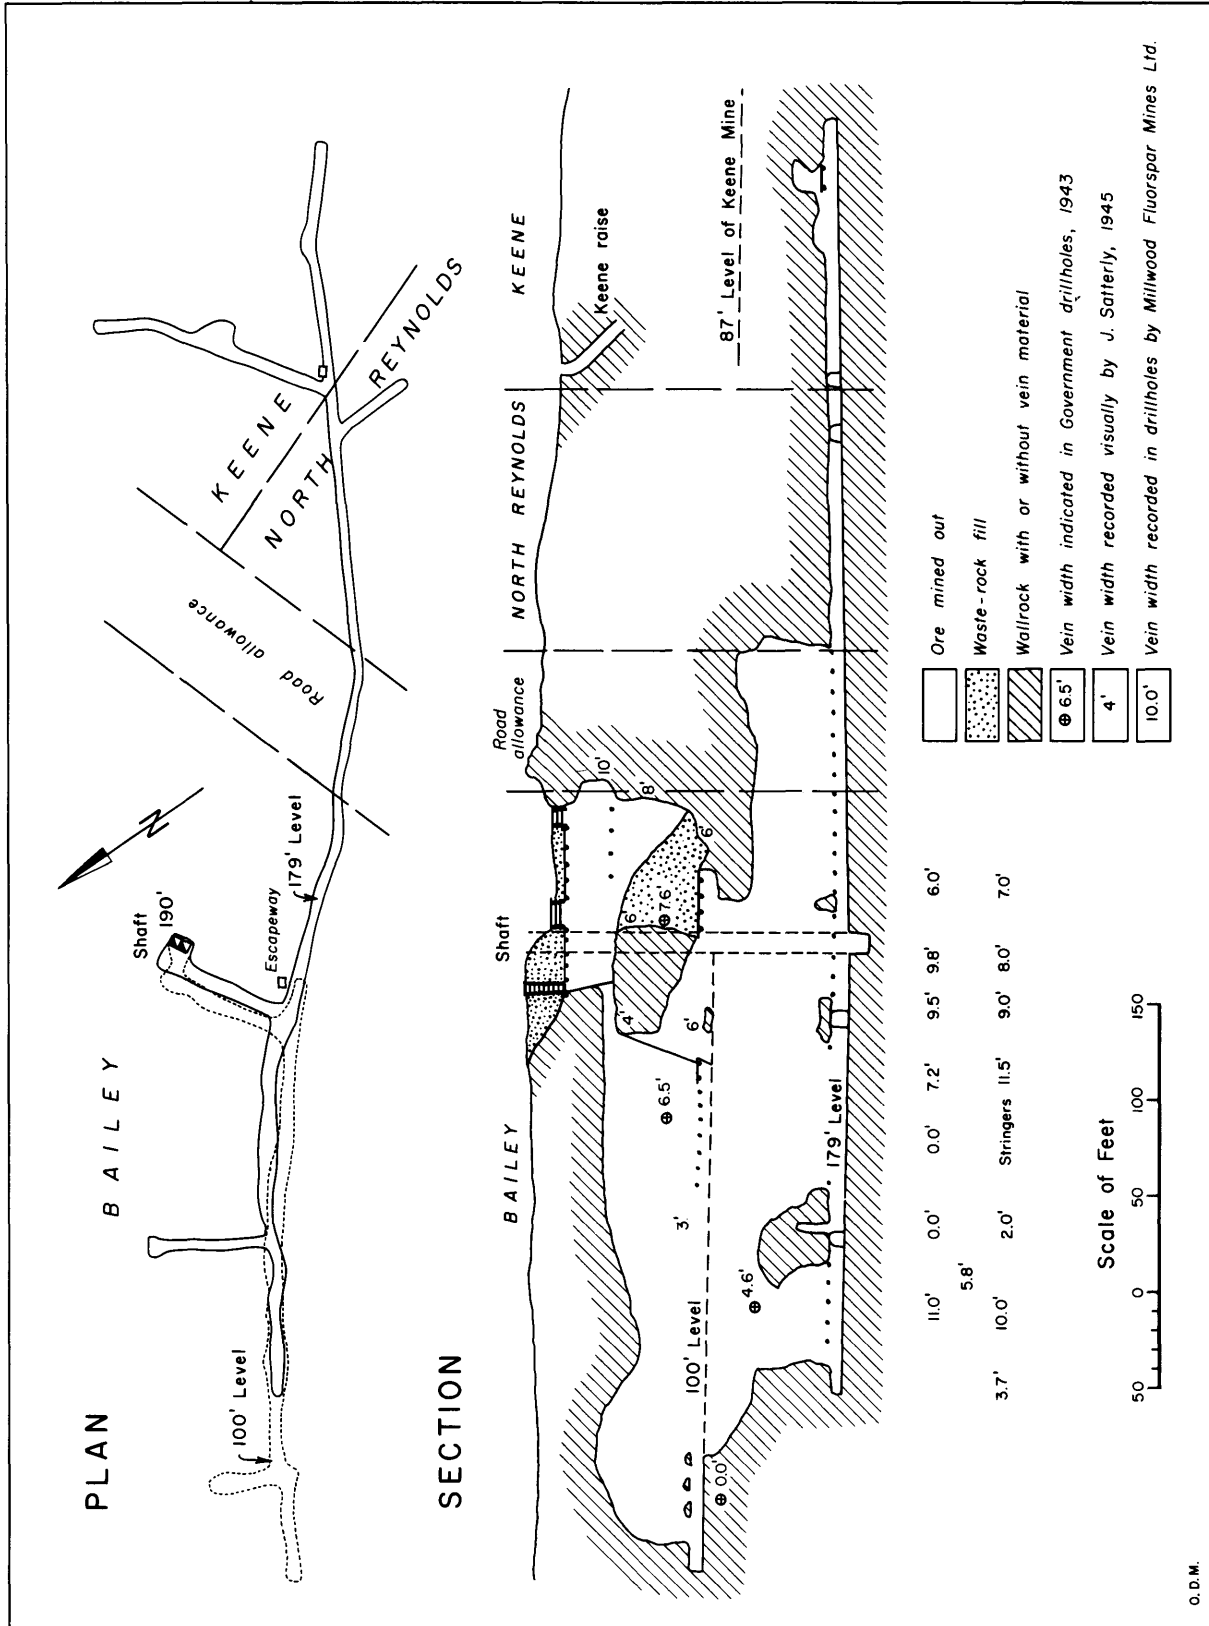 PLAN
BAILEY
Shaft
190'
Escapeway
179' Level
100' Level
N
Road allowance
KEENE
NORTH
REYNOLDS
SECTION
BAILEY
Shaft
Road
allowance
NORTH REYNOLDS
KEENE
Keene raise
87' Level of Keene Mine
10'
8'
6'
6'
⊕ 7.6'
4'
6'
⊕ 6.5'
3'
100' Level
⊕ 4.6'
⊕ 0.0'
179' Level
11.0' 0.0' 0.0' 7.2' 9.5' 9.8' 6.0'
5.8'
3.7' 10.0' 2.0' Stringers 11.5' 9.0' 8.0' 7.0'
Ore mined out
Waste-rock fill
Wallrock with or without vein material
⊕ 6.5' Vein width indicated in Government drillholes, 1943
4' Vein width recorded visually by J. Satterly, 1945
10.0' Vein width recorded in drillholes by Millwood Fluorspar Mines Ltd.
Scale of Feet
50 0 50 100 150
O.D.M.